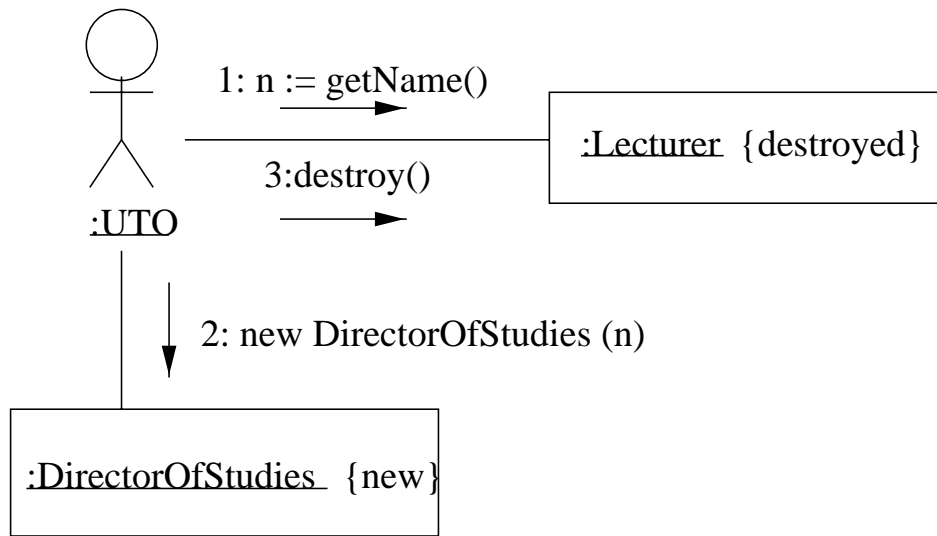 1: n := getName()
:Lecturer {destroyed}
3:destroy()
:UTO
2: new DirectorOfStudies (n)
:DirectorOfStudies {new}